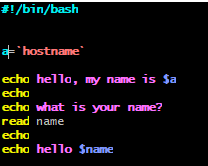 #!/bin/bash
a=`hostname`
echo hello, my name is $a
echo
echo what is your name?
read name
echo
echo hello $name